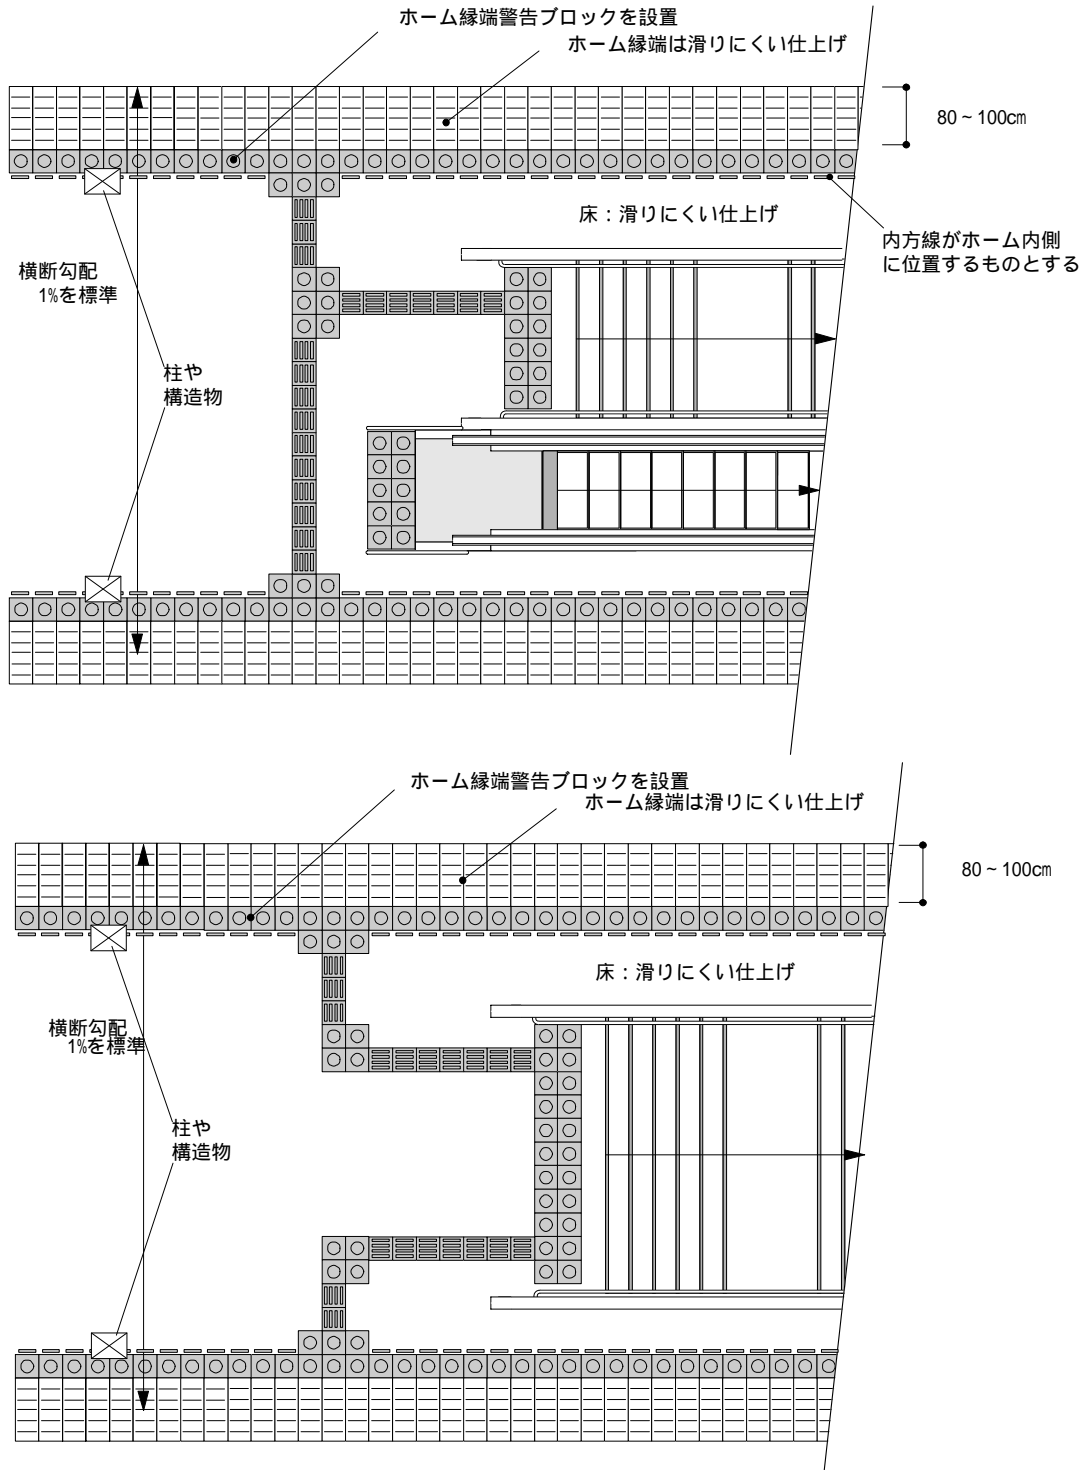 ホーム縁端警告ブロックを設置
ホーム縁端は滑りにくい仕上げ
80~100㎝
床:滑りにくい仕上げ
内方線がホーム内側
に位置するものとする
横断勾配
1%を標準
柱や
構造物
ホーム縁端警告ブロックを設置
ホーム縁端は滑りにくい仕上げ
80~100㎝
床:滑りにくい仕上げ
横断勾配
1%を標準
柱や
構造物